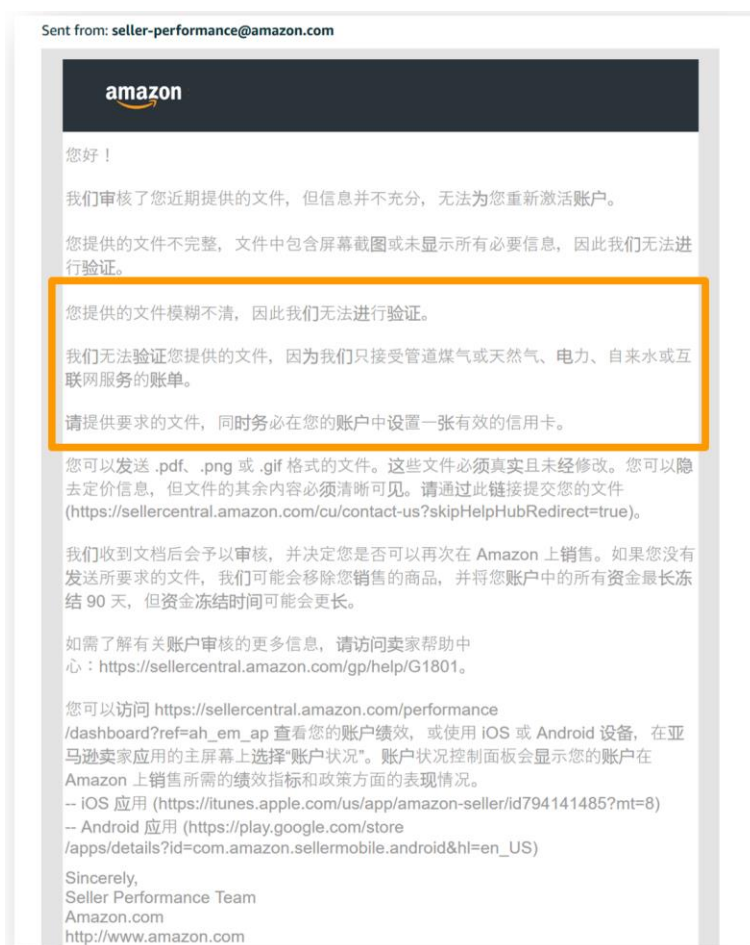 Sent from: seller-performance@amazon.com
amazon
您好！
我们审核了您近期提供的文件，但信息并不充分，无法为您重新激活账户。
您提供的文件不完整，文件中包含屏幕截图或未显示所有必要信息，因此我们无法进
行验证。
您提供的文件模糊不清，因此我们无法进行验证。
我们无法验证您提供的文件，因为我们只接受管道煤气或天然气、电力、自来水或互
联网服务的账单。
请提供要求的文件，同时务必在您的账户中设置一张有效的信用卡。
您可以发送 .pdf、.png 或 .gif 格式的文件。这些文件必须真实且未经修改。您可以隐
去定价信息，但文件的其余内容必须清晰可见。请通过此链接提交您的文件
(https://sellercentral.amazon.com/cu/contact-us?skipHelpHubRedirect=true)。
我们收到文档后会予以审核，并决定您是否可以再次在 Amazon 上销售。如果您没有
发送所要求的文件，我们可能会移除您销售的商品，并将您账户中的所有资金最长冻
结 90 天，但资金冻结时间可能会更长。
如需了解有关账户审核的更多信息，请访问卖家帮助中
心：https://sellercentral.amazon.com/gp/help/G1801。
您可以访问 https://sellercentral.amazon.com/performance
/dashboard?ref=ah_em_ap 查看您的账户绩效，或使用 iOS 或 Android 设备，在亚
马逊卖家应用的主屏幕上选择“账户状况”。账户状况控制面板会显示您的账户在
Amazon 上销售所需的绩效指标和政策方面的表现情况。
-- iOS 应用 (https://itunes.apple.com/us/app/amazon-seller/id794141485?mt=8)
-- Android 应用 (https://play.google.com/store
/apps/details?id=com.amazon.sellermobile.android&hl=en_US)
Sincerely,
Seller Performance Team
Amazon.com
http://www.amazon.com